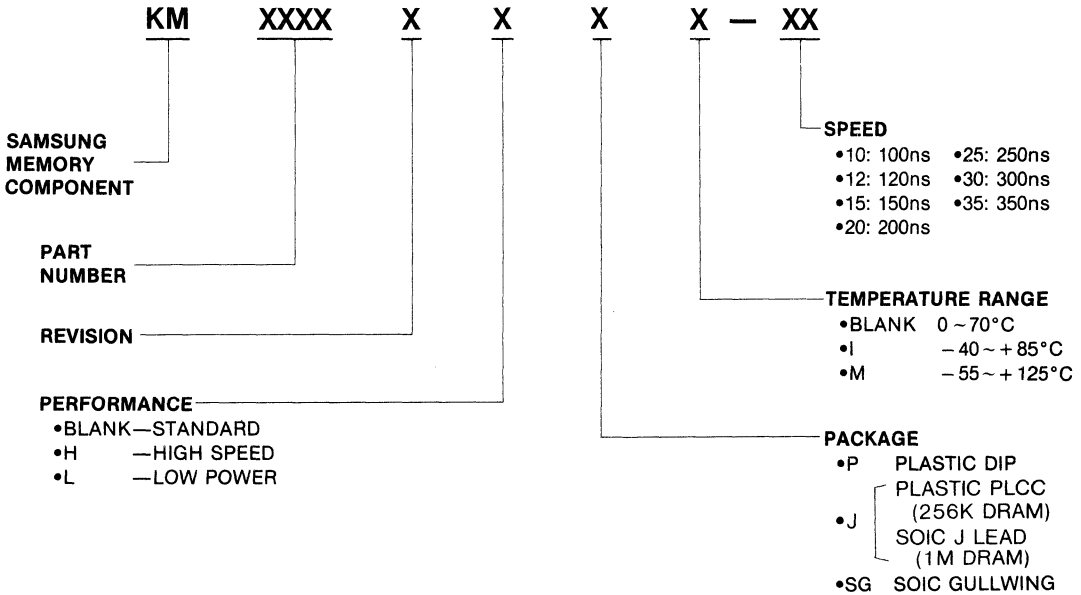 KM XXXX X X X X — XX
SAMSUNG
MEMORY
COMPONENT
PART
NUMBER
REVISION
PERFORMANCE
•BLANK—STANDARD
•H —HIGH SPEED
•L —LOW POWER
SPEED
•10: 100ns •25: 250ns
•12: 120ns •30: 300ns
•15: 150ns •35: 350ns
•20: 200ns
TEMPERATURE RANGE
•BLANK 0~70°C
•I −40~+85°C
•M −55~+125°C
PACKAGE
•P PLASTIC DIP
•J PLASTIC PLCC
(256K DRAM)
SOIC J LEAD
(1M DRAM)
•SG SOIC GULLWING